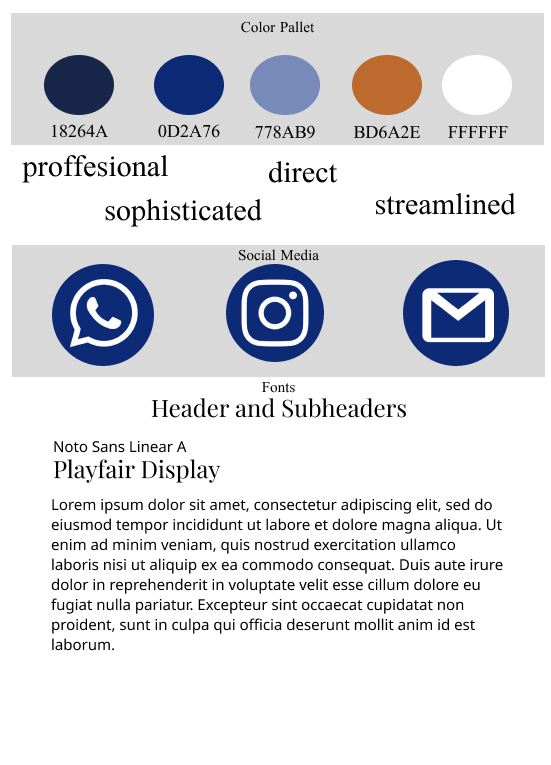 Color Pallet
18264A 0D2A76 778AB9 BD6A2E FFFFFF
proffesional direct
sophisticated streamlined
Social Media
Fonts
Header and Subheaders
Noto Sans Linear A
Playfair Display
Lorem ipsum dolor sit amet, consectetur adipiscing elit, sed do
eiusmod tempor incididunt ut labore et dolore magna aliqua. Ut
enim ad minim veniam, quis nostrud exercitation ullamco
laboris nisi ut aliquip ex ea commodo consequat. Duis aute irure
dolor in reprehenderit in voluptate velit esse cillum dolore eu
fugiat nulla pariatur. Excepteur sint occaecat cupidatat non
proident, sunt in culpa qui officia deserunt mollit anim id est
laborum.